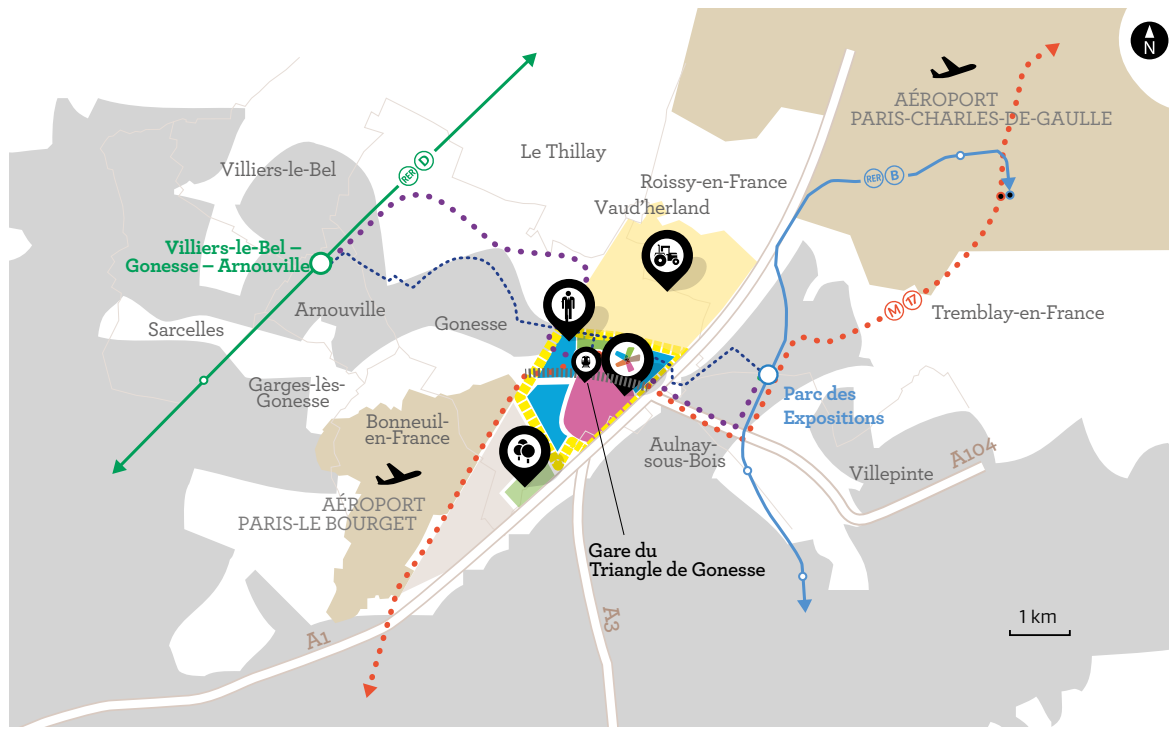 N
AÉROPORT
PARIS-CHARLES-DE-GAULLE
Le Thillay
Villiers-le-Bel
RER D
RER B
Roissy-en-France
Vaud'herland
Villiers-le-Bel –
Gonesse – Arnouville
Arnouville
Sarcelles
Gonesse
M 17
Tremblay-en-France
Garges-lès-
Gonesse
Bonneuil-
en-France
Parc des
Expositions
Aulnay-
sous-Bois
A104
Villepinte
AÉROPORT
PARIS-LE BOURGET
Gare du
Triangle de Gonesse
A1
A3
1 km